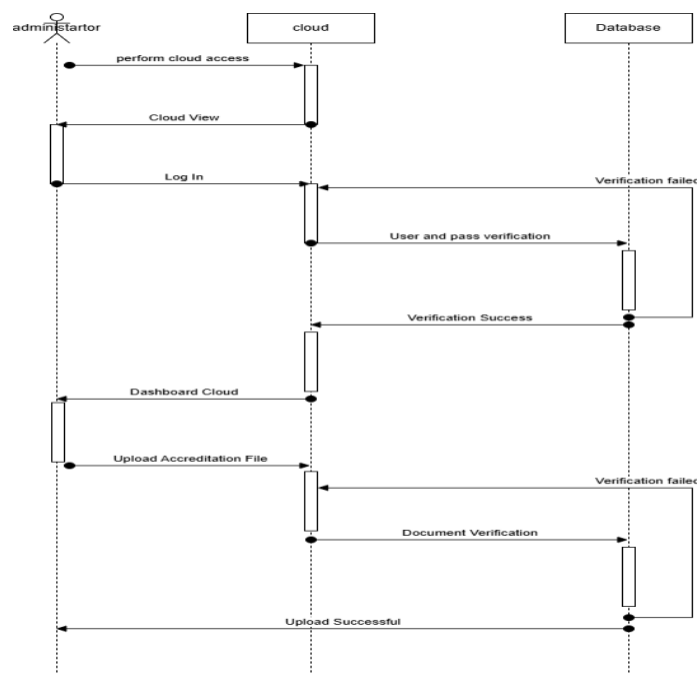 administartor
cloud
Database
perform cloud access
Cloud View
Log In
Verification failed
User and pass verification
Verification Success
Dashboard Cloud
Upload Accreditation File
Verification failed
Document Verification
Upload Successful